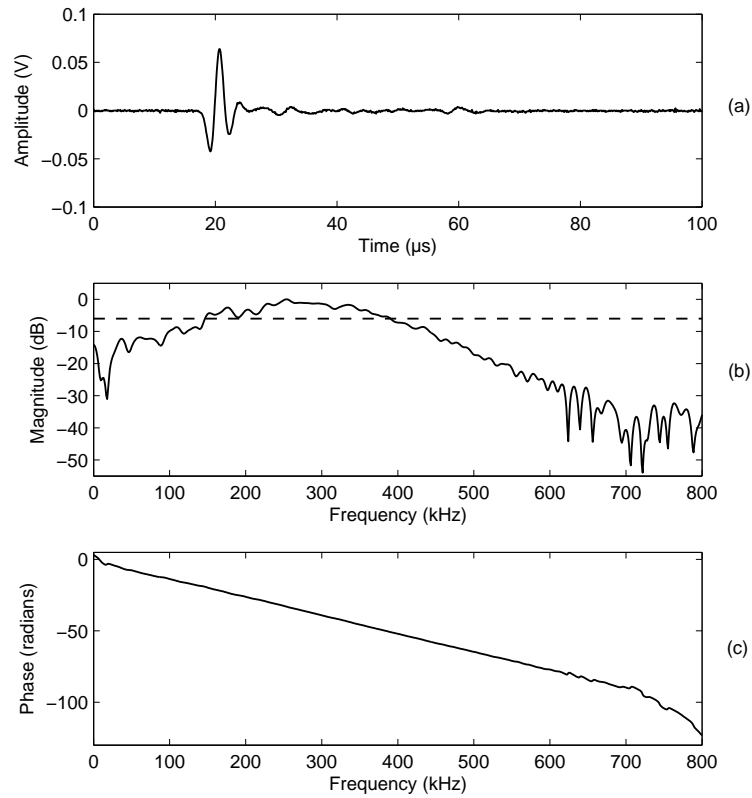 0.1
0.05
0
−0.05
−0.1
Amplitude (V)
0 20 40 60 80 100
Time (µs)
(a)
0
−10
−20
−30
−40
−50
Magnitude (dB)
0 100 200 300 400 500 600 700 800
Frequency (kHz)
(b)
0
−50
−100
Phase (radians)
0 100 200 300 400 500 600 700 800
Frequency (kHz)
(c)